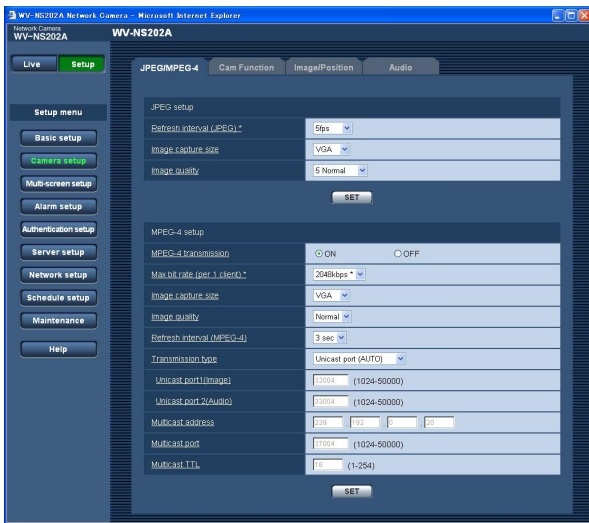 WV-NS202A Network Camera - Microsoft Internet Explorer
Network Camera
WV-NS202A
WV-NS202A
Live Setup
JPEG/MPEG-4 Cam Function Image/Position Audio
Setup menu
Basic setup
Camera setup
Multi-screen setup
Alarm setup
Authentication setup
Server setup
Network setup
Schedule setup
Maintenance
Help
JPEG setup
Refresh interval (JPEG) * 5fps
Image capture size VGA
Image quality 5 Normal
SET
MPEG-4 setup
MPEG-4 transmission ON OFF
Max bit rate (per 1 client) * 2048kbps *
Image capture size VGA
Image quality Normal
Refresh interval (MPEG-4) 3 sec
Transmission type Unicast port (AUTO)
Unicast port1(Image) 32004 (1024-50000)
Unicast port 2(Audio) 33004 (1024-50000)
Multicast address 239 . 192 . 0 . 20
Multicast port 37004 (1024-50000)
Multicast TTL 16 (1-254)
SET